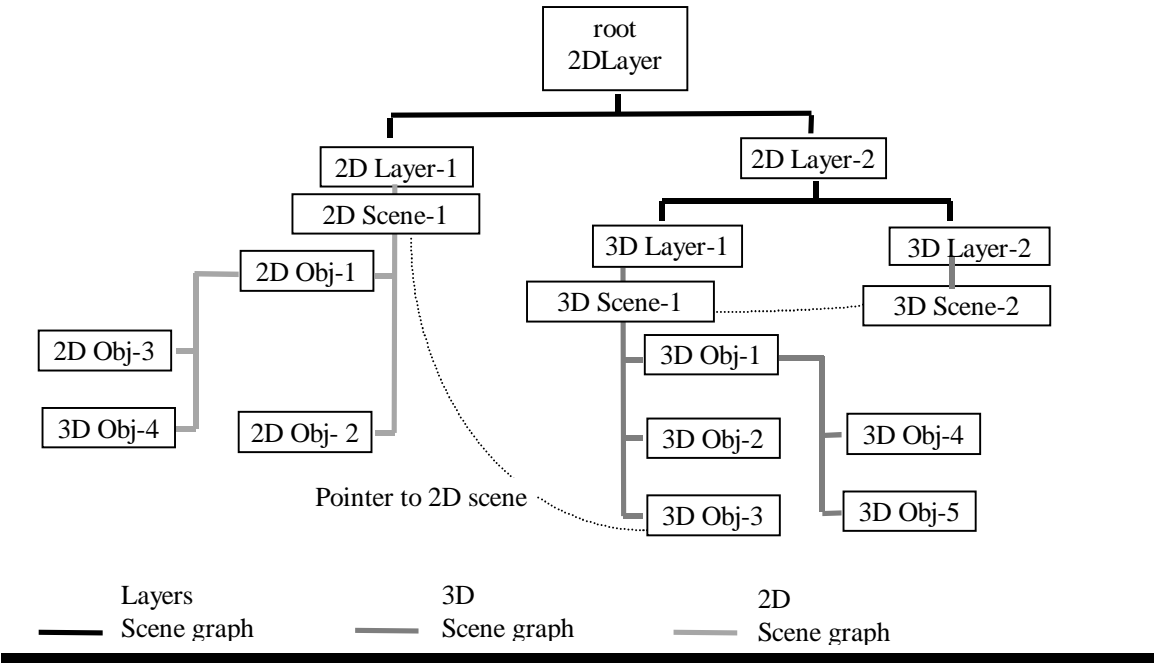 root
2DLayer
2D Layer-1
2D Layer-2
2D Scene-1
3D Layer-1
3D Layer-2
2D Obj-1
3D Scene-1
3D Scene-2
2D Obj-3
3D Obj-1
3D Obj-4
2D Obj- 2
3D Obj-2
3D Obj-4
Pointer to 2D scene
3D Obj-3
3D Obj-5
Layers
Scene graph
3D
Scene graph
2D
Scene graph